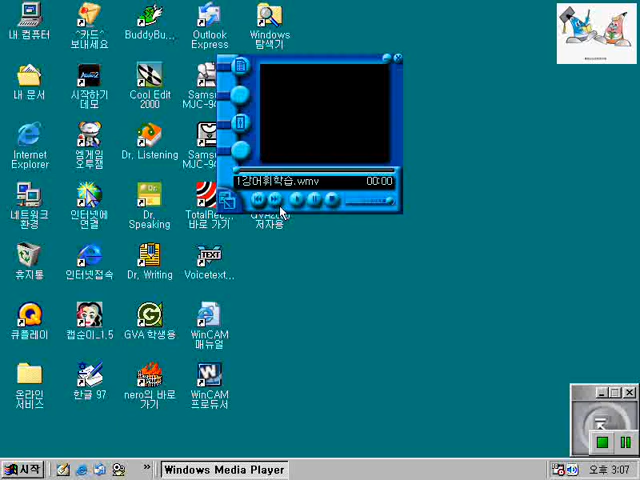 내 컴퓨터
^카드^
보내세요
BuddyBu...
Outlook
Express
Windows
탐색기
내 문서
시작하기
데모
Cool Edit
2000
Sams
MJC-94
Internet
Explorer
엠게임
오투잼
Dr. Listening
Sams
MJC-94
1강어휘학습.wmv
00:00
네트워크
환경
인터넷에
연결
Dr.
Speaking
TotalRec
바로 가기
저자용
휴지통
인터넷접속
Dr. Writing
Voicetext...
TEXT
큐플레이
캡순이_1.5
GVA 학생용
WinCAM
매뉴얼
온라인
서비스
한글 97
nero의 바로
가기
WinCAM
프로듀서
시작
Windows Media Player
오후 3:07